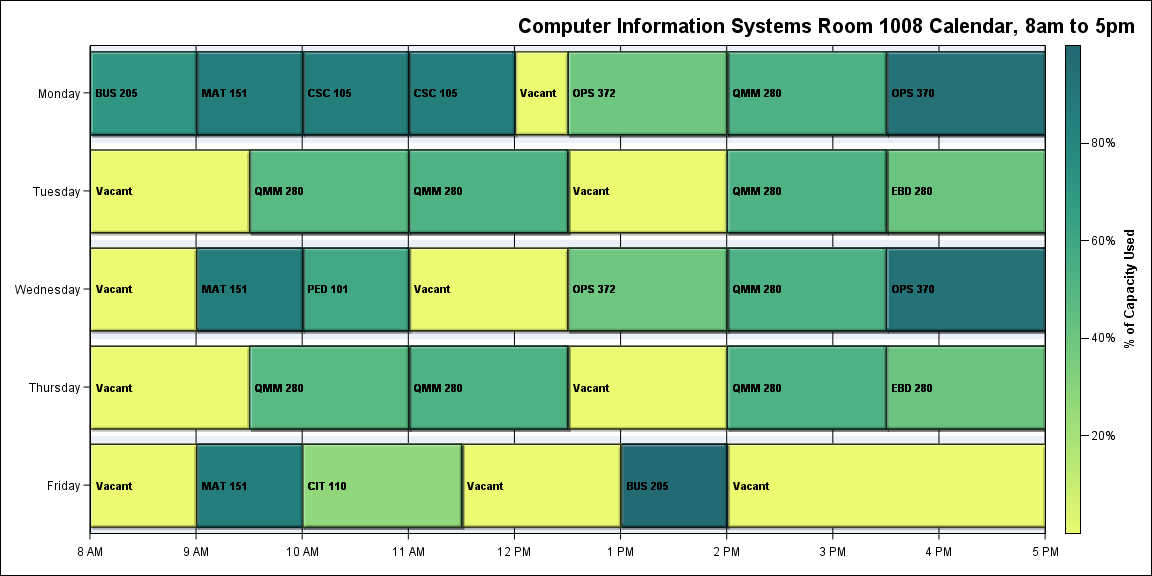 Computer Information Systems Room 1008 Calendar, 8am to 5pm
Monday
BUS 205
MAT 151
CSC 105
CSC 105
Vacant
OPS 372
QMM 280
OPS 370
Tuesday
Vacant
QMM 280
QMM 280
Vacant
QMM 280
EBD 280
Wednesday
Vacant
MAT 151
PED 101
Vacant
OPS 372
QMM 280
OPS 370
Thursday
Vacant
QMM 280
QMM 280
Vacant
QMM 280
EBD 280
Friday
Vacant
MAT 151
CIT 110
Vacant
BUS 205
Vacant
8 AM
9 AM
10 AM
11 AM
12 PM
1 PM
2 PM
3 PM
4 PM
5 PM
80%
60%
40%
20%
% of Capacity Used